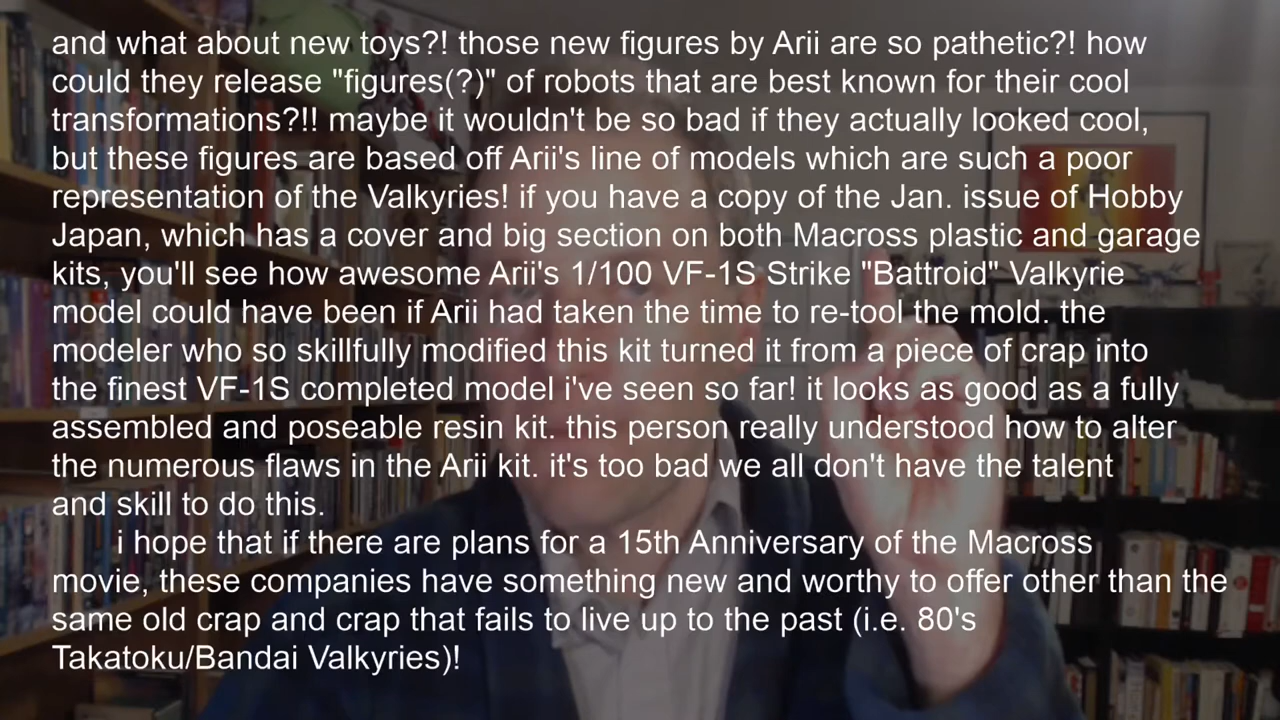 and what about new toys?! those new figures by Arii are so pathetic?! how
could they release "figures(?)" of robots that are best known for their cool
transformations?!! maybe it wouldn't be so bad if they actually looked cool,
but these figures are based off Arii's line of models which are such a poor
representation of the Valkyries! if you have a copy of the Jan. issue of Hobby
Japan, which has a cover and big section on both Macross plastic and garage
kits, you'll see how awesome Arii's 1/100 VF-1S Strike "Battroid" Valkyrie
model could have been if Arii had taken the time to re-tool the mold. the
modeler who so skillfully modified this kit turned it from a piece of crap into
the finest VF-1S completed model i've seen so far! it looks as good as a fully
assembled and poseable resin kit. this person really understood how to alter
the numerous flaws in the Arii kit. it's too bad we all don't have the talent
and skill to do this.
i hope that if there are plans for a 15th Anniversary of the Macross
movie, these companies have something new and worthy to offer other than the
same old crap and crap that fails to live up to the past (i.e. 80's
Takatoku/Bandai Valkyries)!